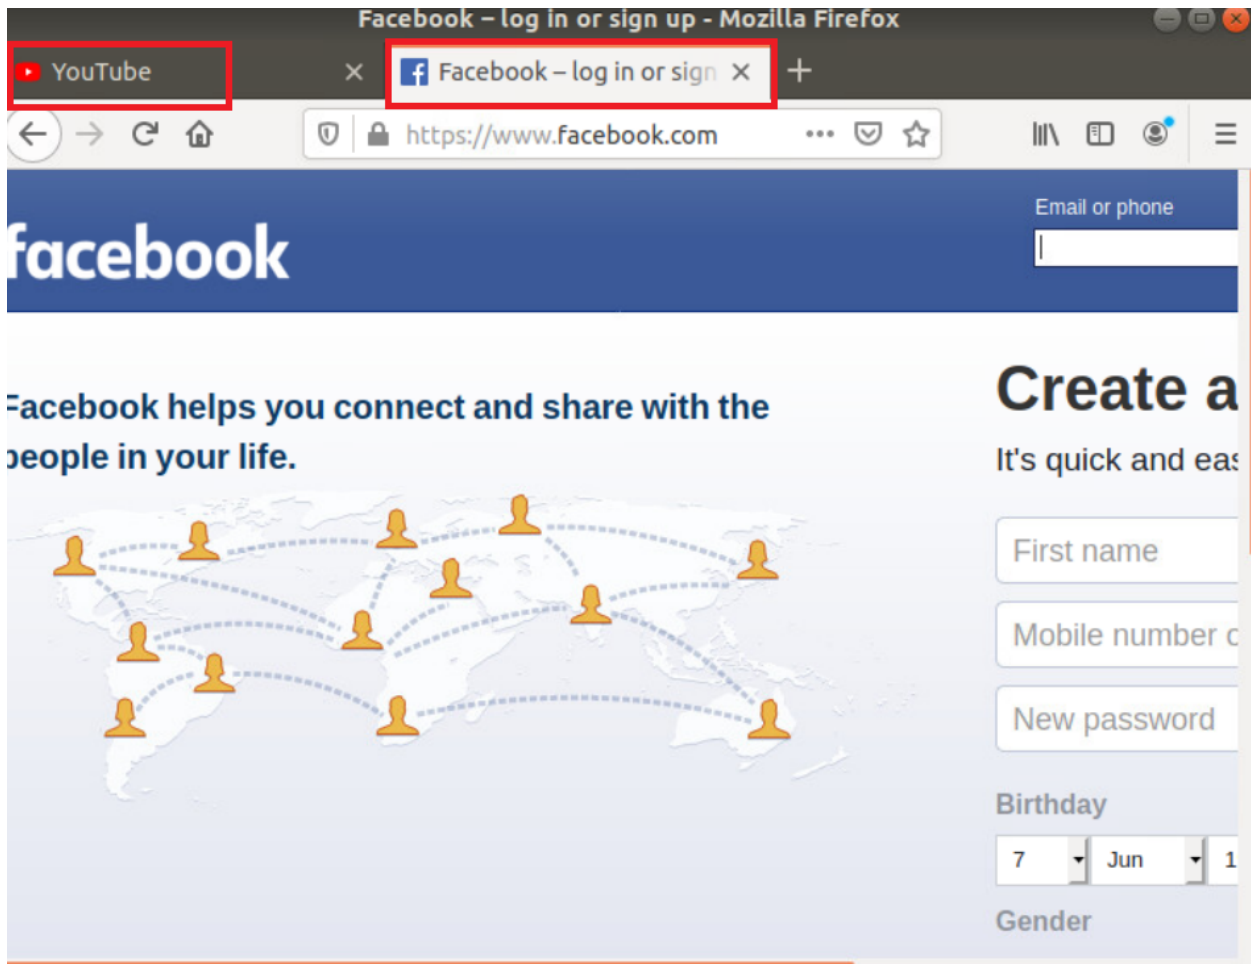 Facebook – log in or sign up - Mozilla Firefox
YouTube
Facebook – log in or sign
https://www.facebook.com
Email or phone
facebook
Facebook helps you connect and share with the
people in your life.
Create a
It's quick and eas
First name
Mobile number o
New password
Birthday
7 Jun 1
Gender